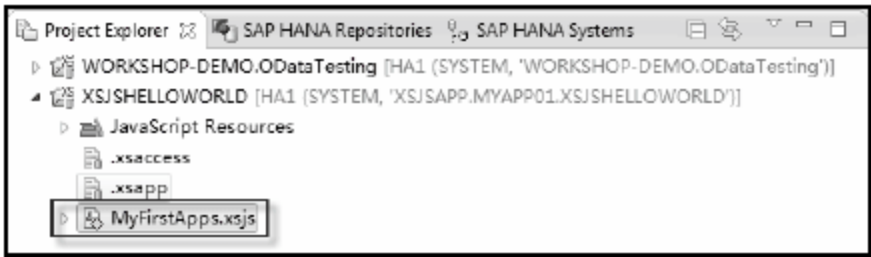 Project Explorer SAP HANA Repositories SAP HANA Systems
WORKSHOP-DEMO.ODataTesting [HA1 (SYSTEM, 'WORKSHOP-DEMO.ODataTesting')]
XSJSHELLOWORLD [HA1 (SYSTEM, 'XSJSAPP.MYAPP01.XSJSHELLOWORLD')]
JavaScript Resources
.xsaccess
.xsapp
MyFirstApps.xsjs